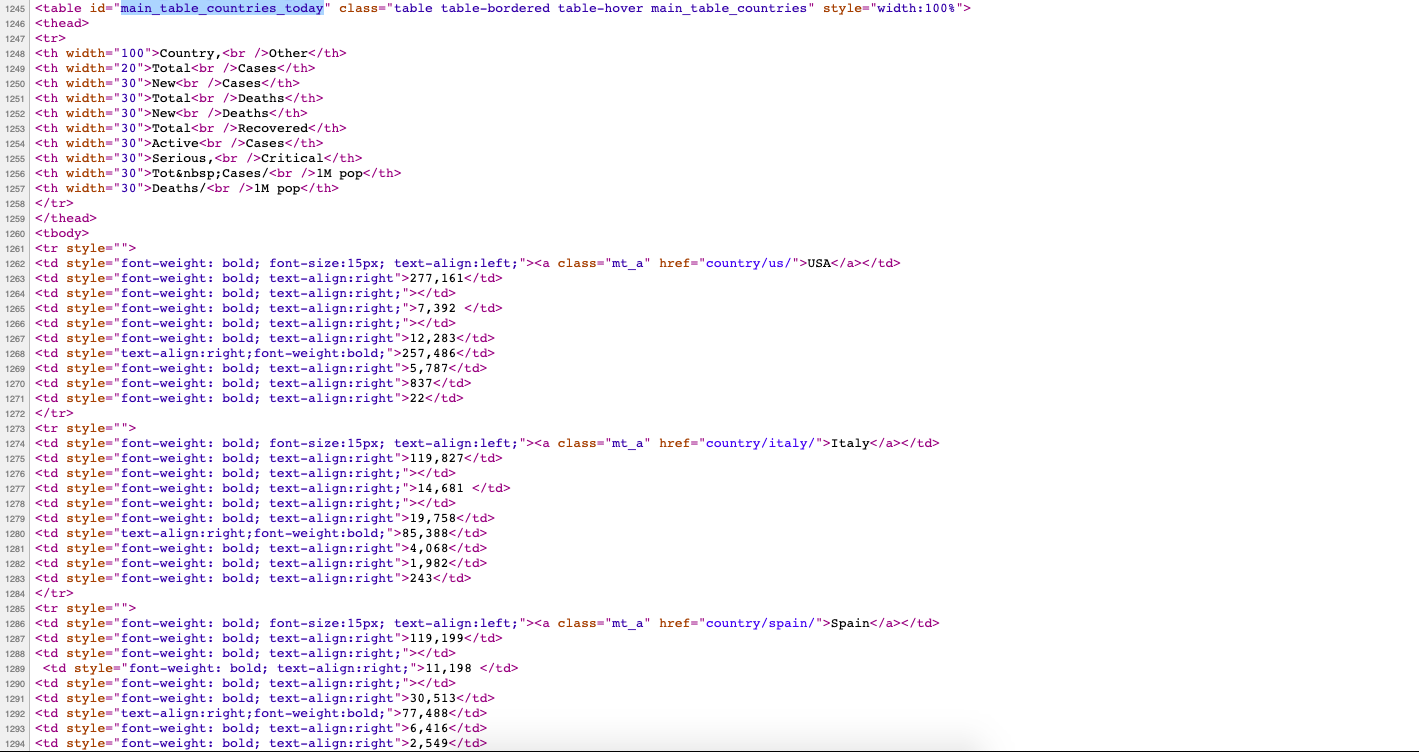 1245 <table id="main_table_countries_today" class="table table-bordered table-hover main_table_countries" style="width:100%">
1246 <thead>
1247 <tr>
1248 <th width="100">Country,<br />Other</th>
1249 <th width="20">Total<br />Cases</th>
1250 <th width="30">New<br />Cases</th>
1251 <th width="30">Total<br />Deaths</th>
1252 <th width="30">New<br />Deaths</th>
1253 <th width="30">Total<br />Recovered</th>
1254 <th width="30">Active<br />Cases</th>
1255 <th width="30">Serious,<br />Critical</th>
1256 <th width="30">Tot&nbsp;Cases/<br />1M pop</th>
1257 <th width="30">Deaths/<br />1M pop</th>
1258 </tr>
1259 </thead>
1260 <tbody>
1261 <tr style="">
1262 <td style="font-weight: bold; font-size:15px; text-align:left;"><a class="mt_a" href="country/us/">USA</a></td>
1263 <td style="font-weight: bold; text-align:right">277,161</td>
1264 <td style="font-weight: bold; text-align:right;"></td>
1265 <td style="font-weight: bold; text-align:right;">7,392 </td>
1266 <td style="font-weight: bold; text-align:right;"></td>
1267 <td style="font-weight: bold; text-align:right">12,283</td>
1268 <td style="text-align:right;font-weight:bold;">257,486</td>
1269 <td style="font-weight: bold; text-align:right">5,787</td>
1270 <td style="font-weight: bold; text-align:right">837</td>
1271 <td style="font-weight: bold; text-align:right">22</td>
1272 </tr>
1273 <tr style="">
1274 <td style="font-weight: bold; font-size:15px; text-align:left;"><a class="mt_a" href="country/italy/">Italy</a></td>
1275 <td style="font-weight: bold; text-align:right">119,827</td>
1276 <td style="font-weight: bold; text-align:right;"></td>
1277 <td style="font-weight: bold; text-align:right;">14,681 </td>
1278 <td style="font-weight: bold; text-align:right;"></td>
1279 <td style="font-weight: bold; text-align:right">19,758</td>
1280 <td style="text-align:right;font-weight:bold;">85,388</td>
1281 <td style="font-weight: bold; text-align:right">4,068</td>
1282 <td style="font-weight: bold; text-align:right">1,982</td>
1283 <td style="font-weight: bold; text-align:right">243</td>
1284 </tr>
1285 <tr style="">
1286 <td style="font-weight: bold; font-size:15px; text-align:left;"><a class="mt_a" href="country/spain/">Spain</a></td>
1287 <td style="font-weight: bold; text-align:right">119,199</td>
1288 <td style="font-weight: bold; text-align:right;"></td>
1289  <td style="font-weight: bold; text-align:right;">11,198 </td>
1290 <td style="font-weight: bold; text-align:right;"></td>
1291 <td style="font-weight: bold; text-align:right">30,513</td>
1292 <td style="text-align:right;font-weight:bold;">77,488</td>
1293 <td style="font-weight: bold; text-align:right">6,416</td>
1294 <td style="font-weight: bold; text-align:right">2,549</td>